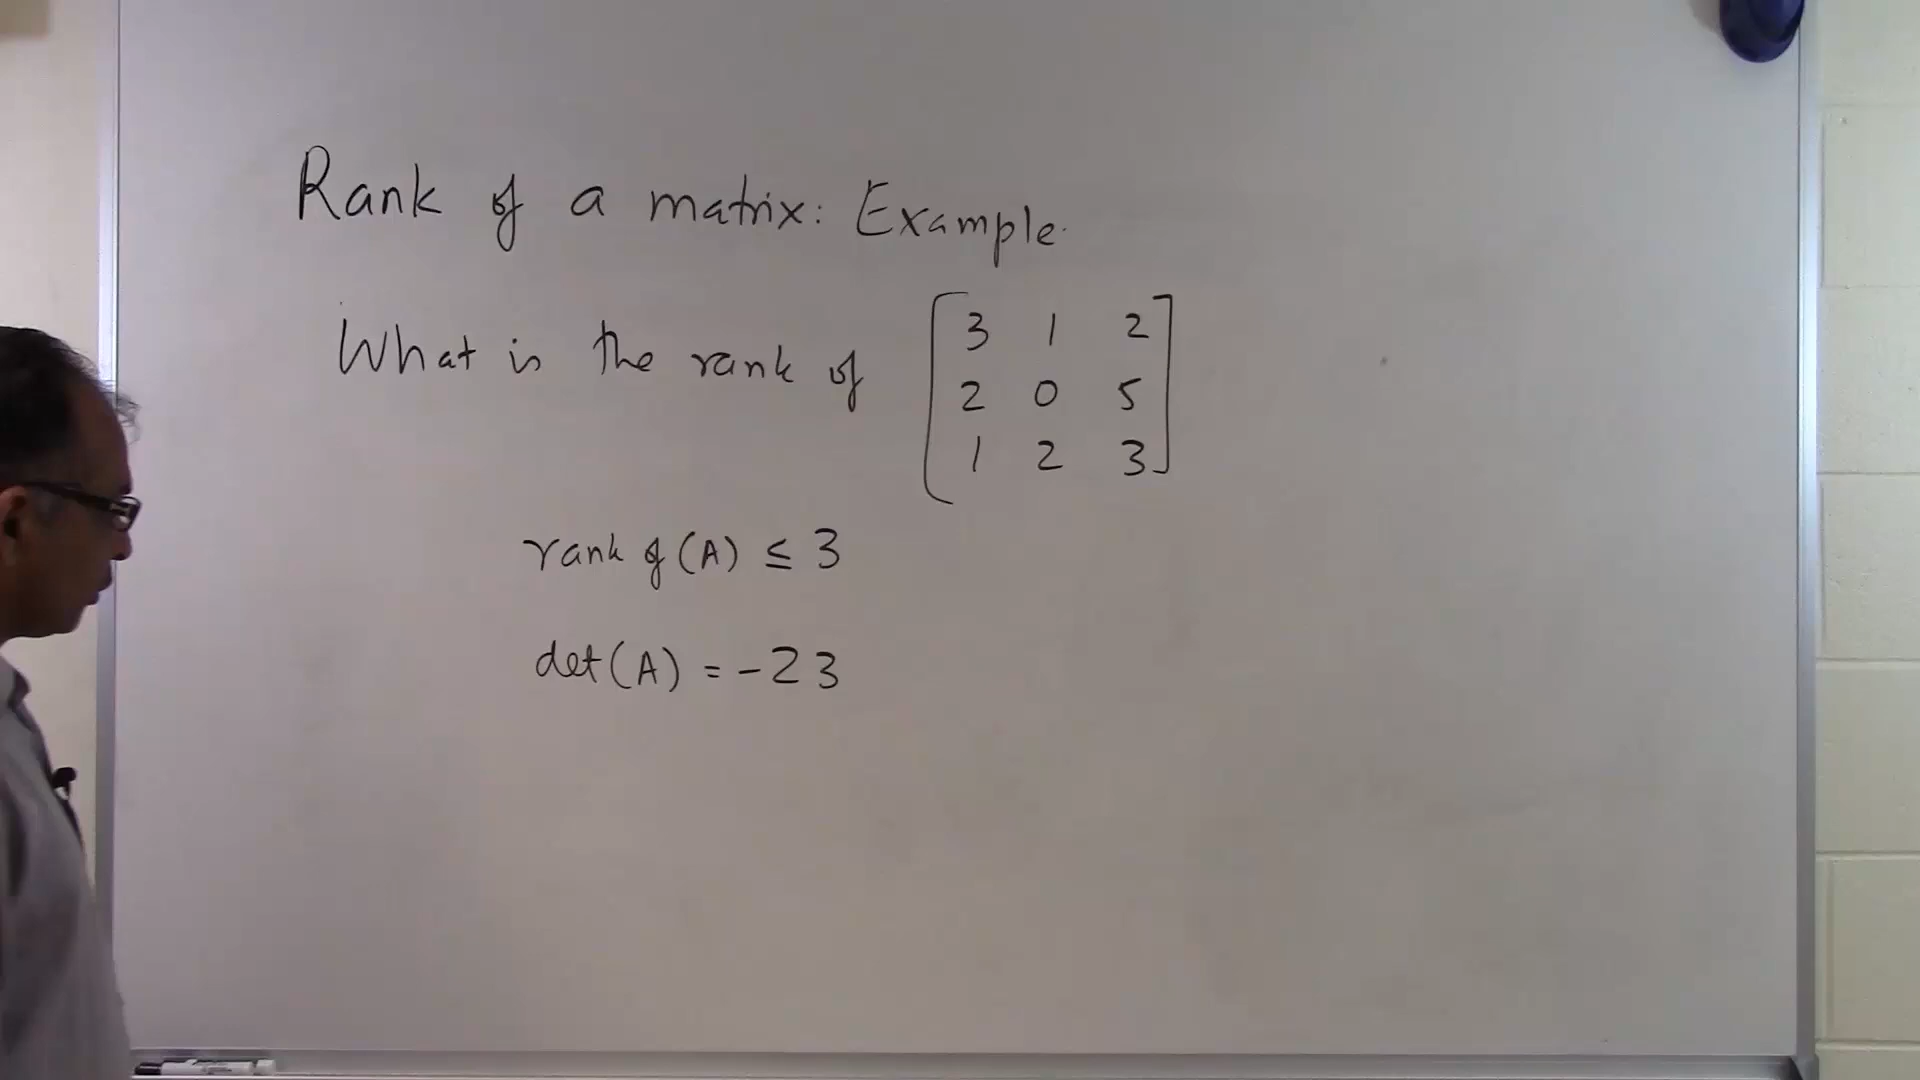 Rank of a matrix: Example.
What is the rank of [3 1 2
2 0 5
1 2 3]
rank of (A) ≤ 3
det(A) = -23